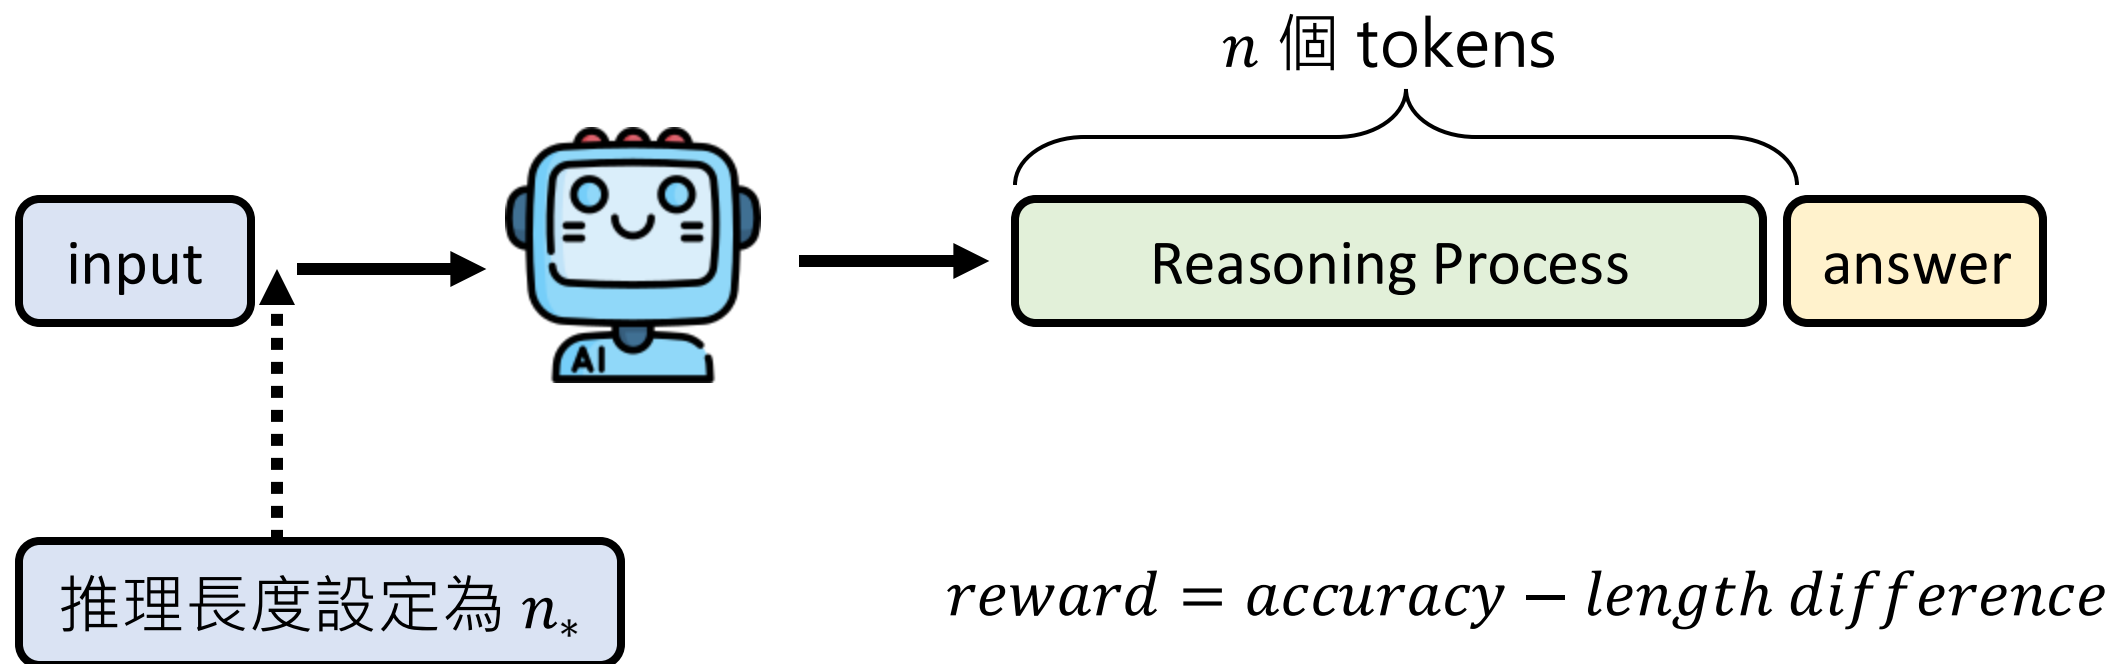 n 個 tokens
input
AI
Reasoning Process
answer
推理長度設定為 n*
reward = accuracy − length difference